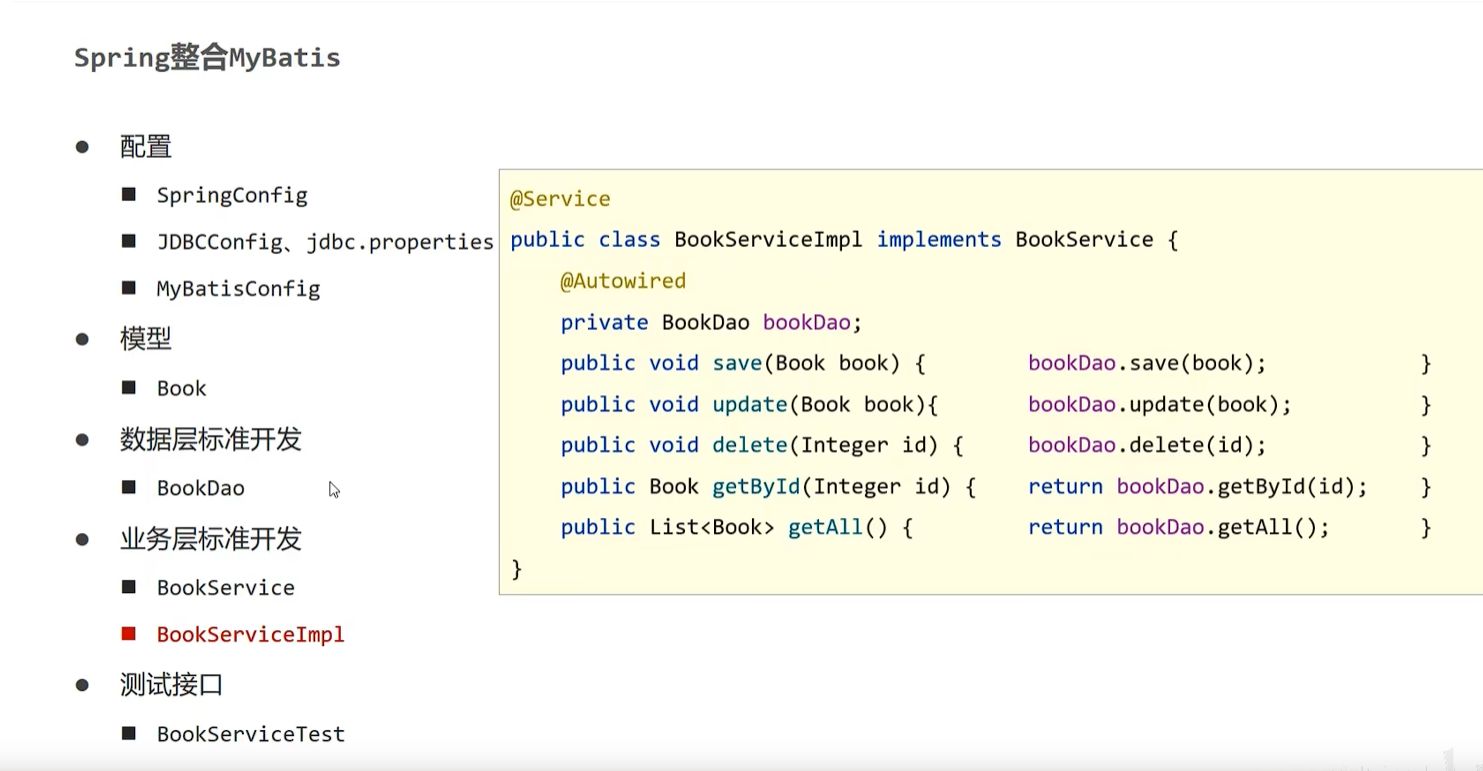 Spring整合MyBatis
配置
SpringConfig
JDBCConfig、jdbc.properties
MyBatisConfig
模型
Book
数据层标准开发
BookDao
业务层标准开发
BookService
BookServiceImpl
测试接口
BookServiceTest
@Service
public class BookServiceImpl implements BookService {
@Autowired
private BookDao bookDao;
public void save(Book book) { bookDao.save(book); }
public void update(Book book){ bookDao.update(book); }
public void delete(Integer id) { bookDao.delete(id); }
public Book getById(Integer id) { return bookDao.getById(id); }
public List<Book> getAll() { return bookDao.getAll(); }
}